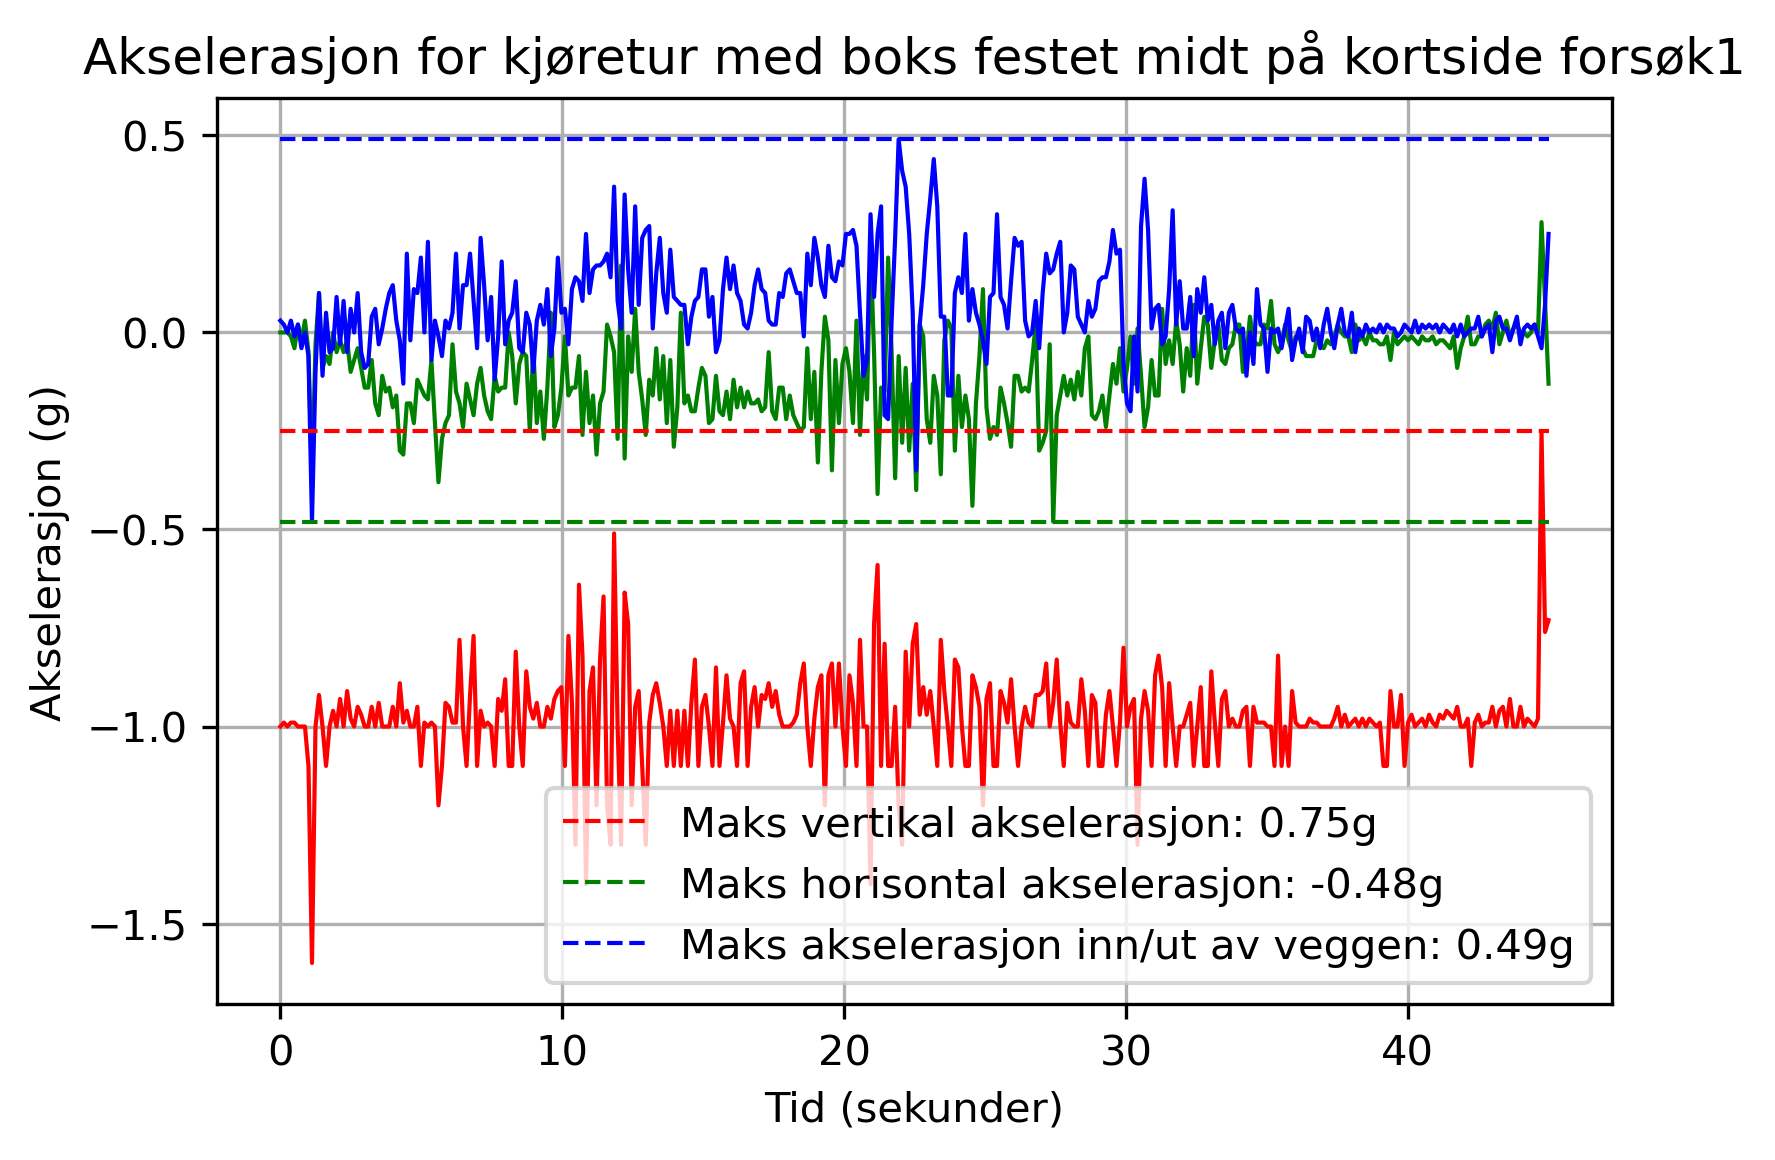 Akselerasjon for kjøretur med boks festet midt på kortside forsøk1
Akselerasjon (g)
0.5
0.0
−0.5
−1.0
−1.5
Maks vertikal akselerasjon: 0.75g
Maks horisontal akselerasjon: -0.48g
Maks akselerasjon inn/ut av veggen: 0.49g
0 10 20 30 40
Tid (sekunder)